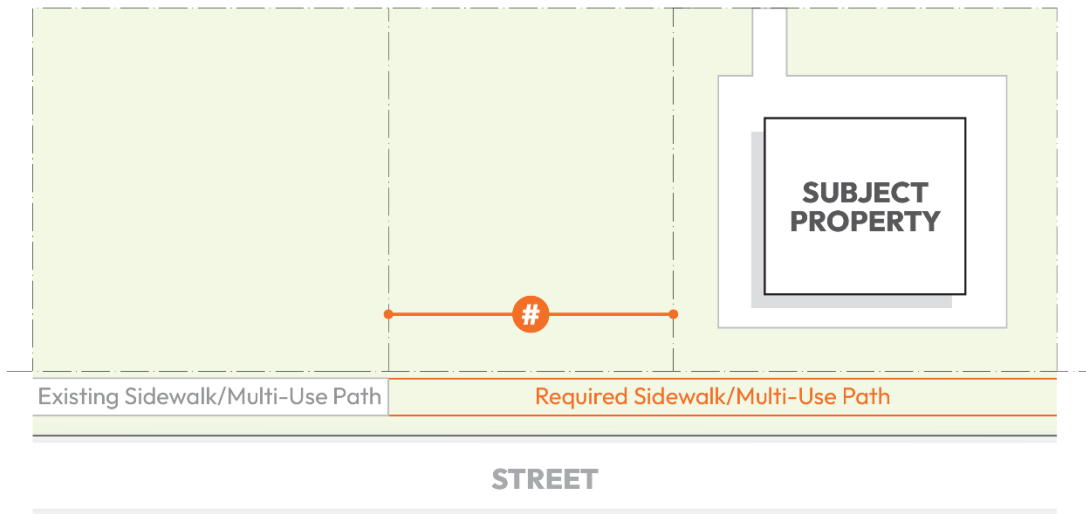 SUBJECT
PROPERTY
#
Existing Sidewalk/Multi-Use Path
Required Sidewalk/Multi-Use Path
STREET